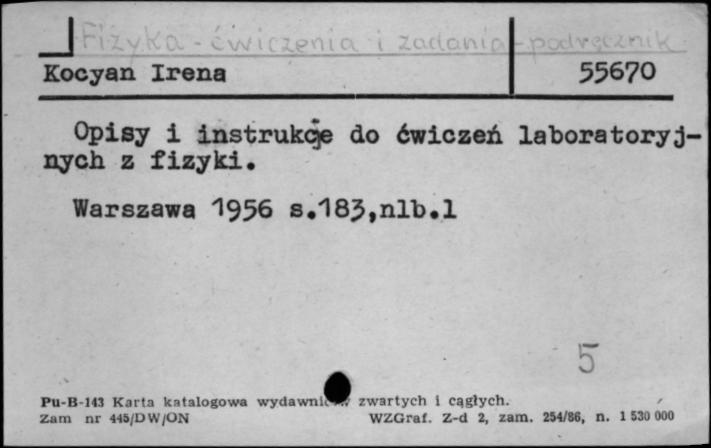 Fizyka - ćwiczenia i zadania - podręcznik
Kocyan Irena 55670
Opisy i instrukcje do ćwiczeń laboratoryj-
nych z fizyki.
Warszawa 1956 s.183,nlb.1
5
Pu-B-143 Karta katalogowa zwartych i ciągłych.
Zam nr 445/DW/ON WZGraf. Z-d 2, zam. 254/86, n. 1 530 000